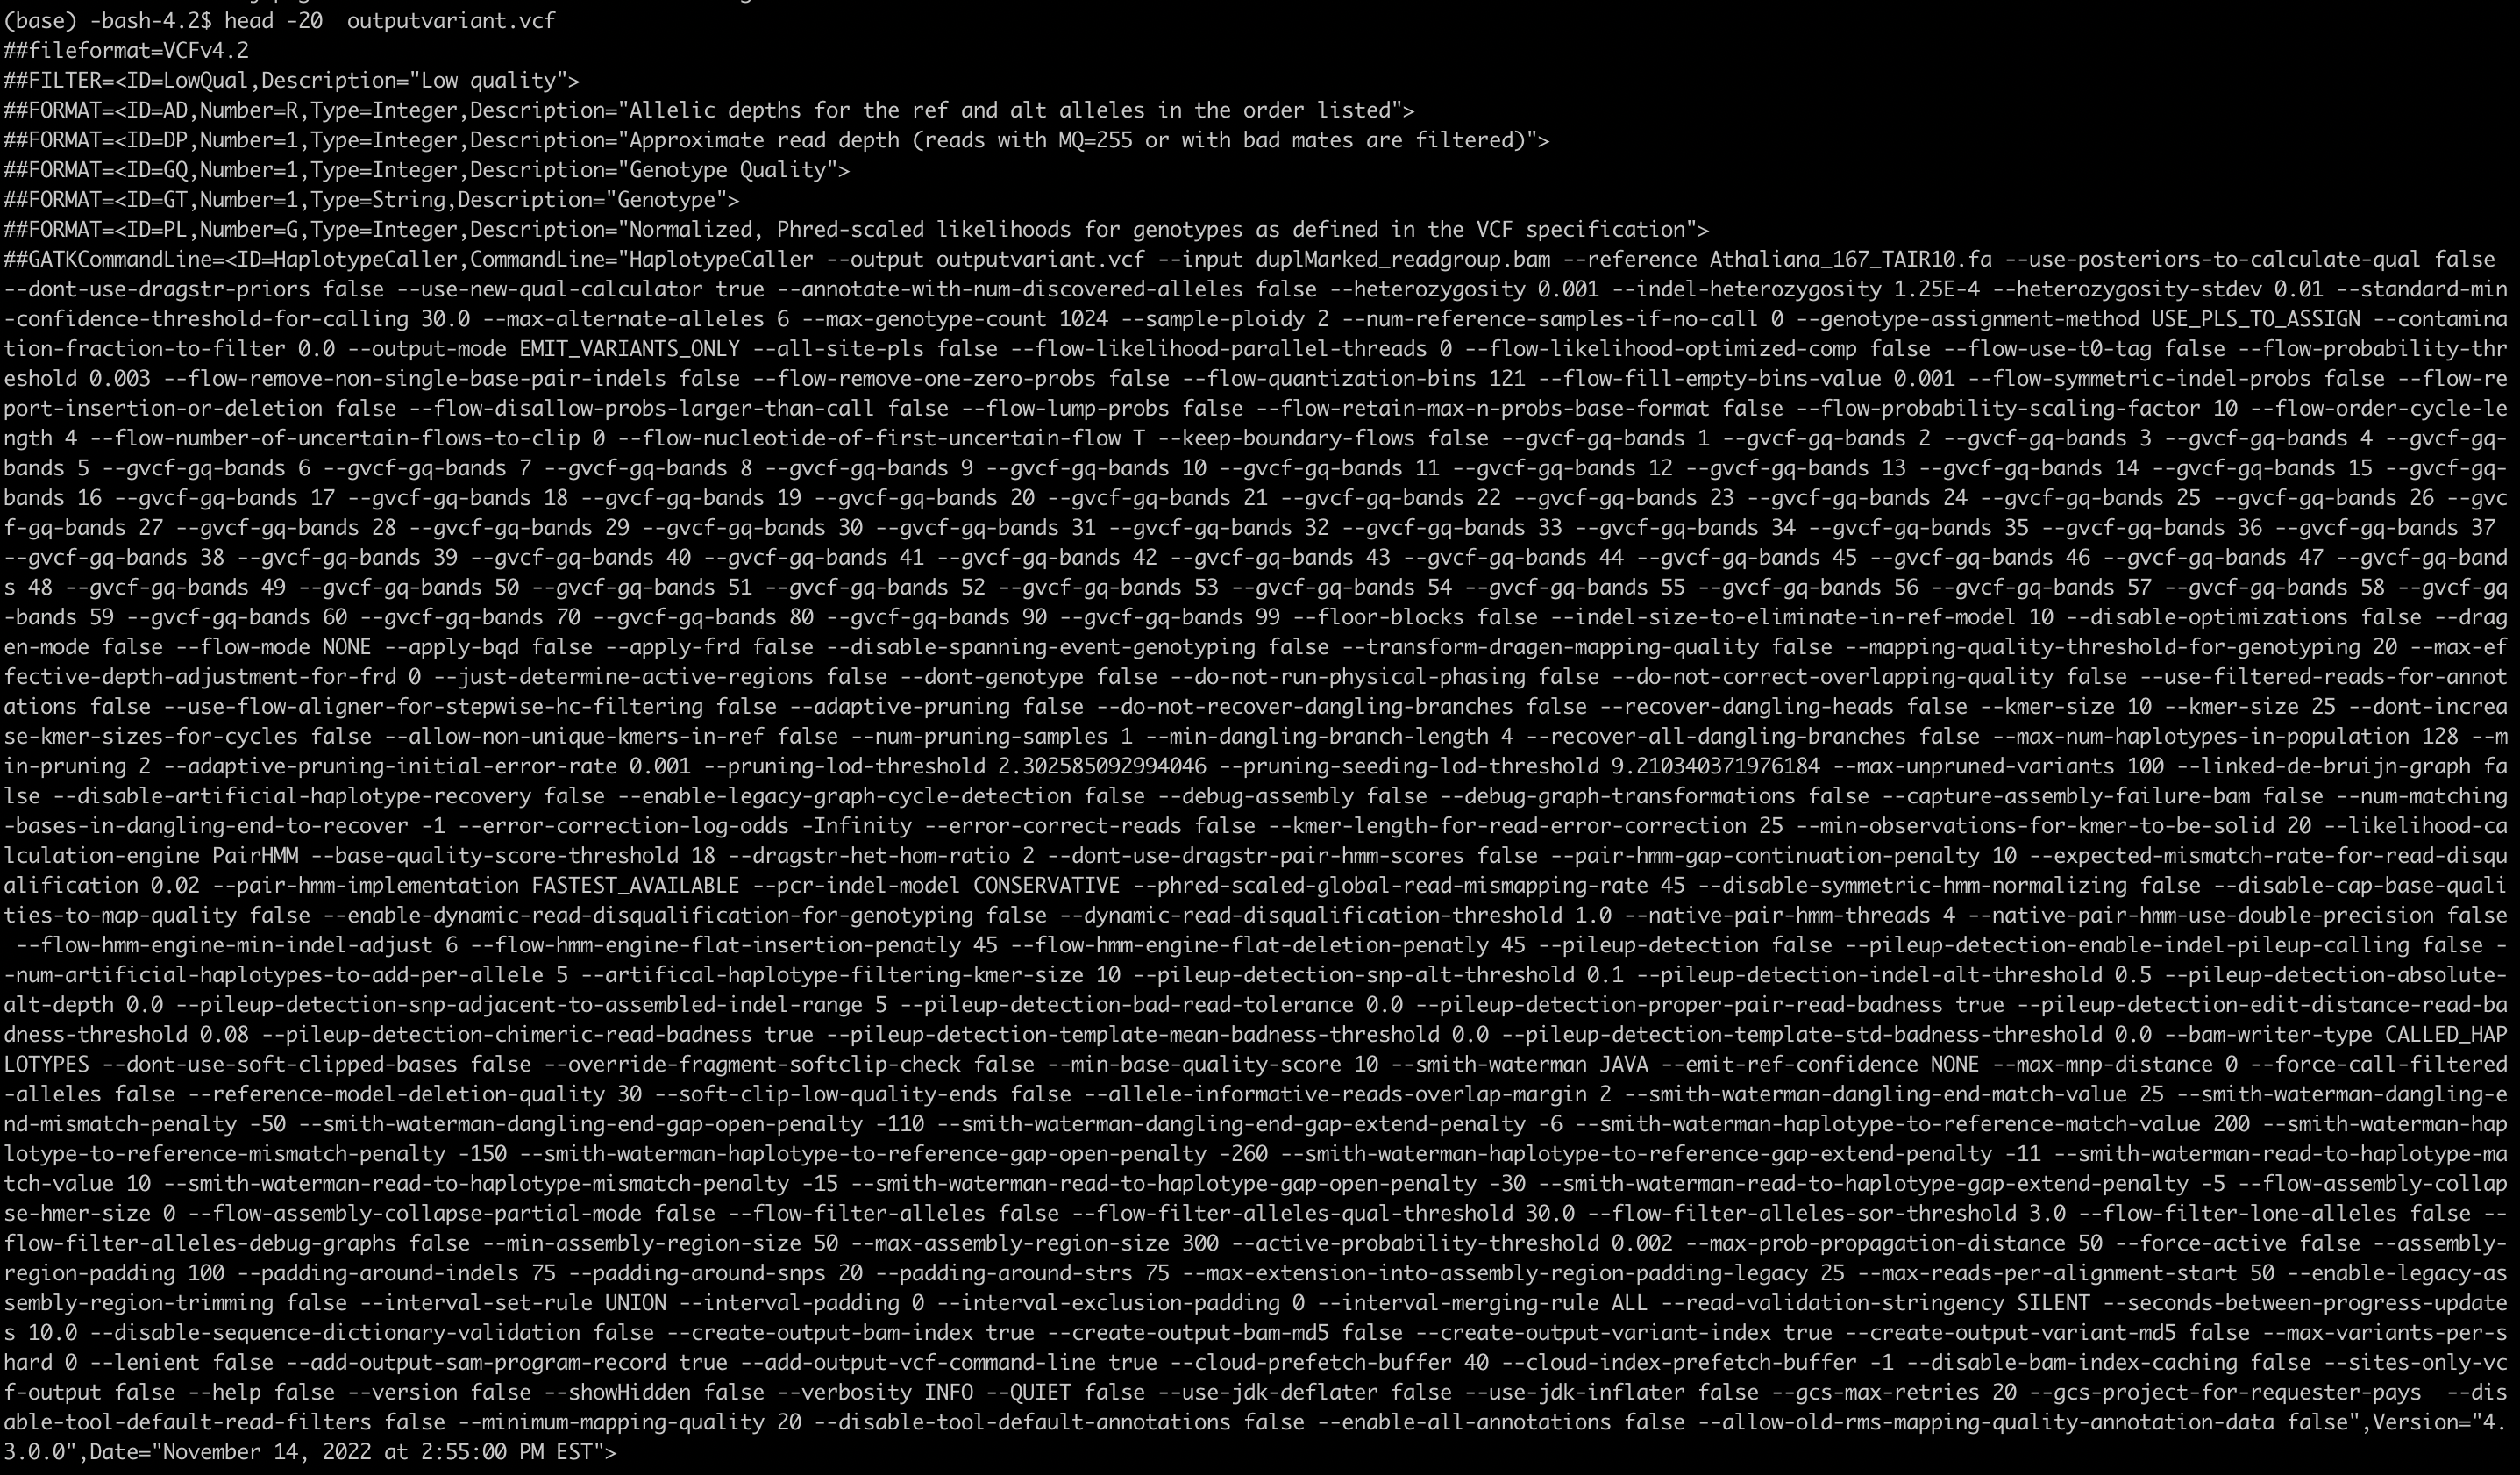 (base) -bash-4.2$ head -20  outputvariant.vcf
##fileformat=VCFv4.2
##FILTER=<ID=LowQual,Description="Low quality">
##FORMAT=<ID=AD,Number=R,Type=Integer,Description="Allelic depths for the ref and alt alleles in the order listed">
##FORMAT=<ID=DP,Number=1,Type=Integer,Description="Approximate read depth (reads with MQ=255 or with bad mates are filtered)">
##FORMAT=<ID=GQ,Number=1,Type=Integer,Description="Genotype Quality">
##FORMAT=<ID=GT,Number=1,Type=String,Description="Genotype">
##FORMAT=<ID=PL,Number=G,Type=Integer,Description="Normalized, Phred-scaled likelihoods for genotypes as defined in the VCF specification">
##GATKCommandLine=<ID=HaplotypeCaller,CommandLine="HaplotypeCaller --output outputvariant.vcf --input duplMarked_readgroup.bam --reference Athaliana_167_TAIR10.fa --use-posteriors-to-calculate-qual false
--dont-use-dragstr-priors false --use-new-qual-calculator true --annotate-with-num-discovered-alleles false --heterozygosity 0.001 --indel-heterozygosity 1.25E-4 --heterozygosity-stdev 0.01 --standard-min
-confidence-threshold-for-calling 30.0 --max-alternate-alleles 6 --max-genotype-count 1024 --sample-ploidy 2 --num-reference-samples-if-no-call 0 --genotype-assignment-method USE_PLS_TO_ASSIGN --contamina
tion-fraction-to-filter 0.0 --output-mode EMIT_VARIANTS_ONLY --all-site-pls false --flow-likelihood-parallel-threads 0 --flow-likelihood-optimized-comp false --flow-use-t0-tag false --flow-probability-thr
eshold 0.003 --flow-remove-non-single-base-pair-indels false --flow-remove-one-zero-probs false --flow-quantization-bins 121 --flow-fill-empty-bins-value 0.001 --flow-symmetric-indel-probs false --flow-re
port-insertion-or-deletion false --flow-disallow-probs-larger-than-call false --flow-lump-probs false --flow-retain-max-n-probs-base-format false --flow-probability-scaling-factor 10 --flow-order-cycle-le
ngth 4 --flow-number-of-uncertain-flows-to-clip 0 --flow-nucleotide-of-first-uncertain-flow T --keep-boundary-flows false --gvcf-gq-bands 1 --gvcf-gq-bands 2 --gvcf-gq-bands 3 --gvcf-gq-bands 4 --gvcf-gq-
bands 5 --gvcf-gq-bands 6 --gvcf-gq-bands 7 --gvcf-gq-bands 8 --gvcf-gq-bands 9 --gvcf-gq-bands 10 --gvcf-gq-bands 11 --gvcf-gq-bands 12 --gvcf-gq-bands 13 --gvcf-gq-bands 14 --gvcf-gq-bands 15 --gvcf-gq-
bands 16 --gvcf-gq-bands 17 --gvcf-gq-bands 18 --gvcf-gq-bands 19 --gvcf-gq-bands 20 --gvcf-gq-bands 21 --gvcf-gq-bands 22 --gvcf-gq-bands 23 --gvcf-gq-bands 24 --gvcf-gq-bands 25 --gvcf-gq-bands 26 --gvc
f-gq-bands 27 --gvcf-gq-bands 28 --gvcf-gq-bands 29 --gvcf-gq-bands 30 --gvcf-gq-bands 31 --gvcf-gq-bands 32 --gvcf-gq-bands 33 --gvcf-gq-bands 34 --gvcf-gq-bands 35 --gvcf-gq-bands 36 --gvcf-gq-bands 37
--gvcf-gq-bands 38 --gvcf-gq-bands 39 --gvcf-gq-bands 40 --gvcf-gq-bands 41 --gvcf-gq-bands 42 --gvcf-gq-bands 43 --gvcf-gq-bands 44 --gvcf-gq-bands 45 --gvcf-gq-bands 46 --gvcf-gq-bands 47 --gvcf-gq-band
s 48 --gvcf-gq-bands 49 --gvcf-gq-bands 50 --gvcf-gq-bands 51 --gvcf-gq-bands 52 --gvcf-gq-bands 53 --gvcf-gq-bands 54 --gvcf-gq-bands 55 --gvcf-gq-bands 56 --gvcf-gq-bands 57 --gvcf-gq-bands 58 --gvcf-gq
-bands 59 --gvcf-gq-bands 60 --gvcf-gq-bands 70 --gvcf-gq-bands 80 --gvcf-gq-bands 90 --gvcf-gq-bands 99 --floor-blocks false --indel-size-to-eliminate-in-ref-model 10 --disable-optimizations false --drag
en-mode false --flow-mode NONE --apply-bqd false --apply-frd false --disable-spanning-event-genotyping false --transform-dragen-mapping-quality false --mapping-quality-threshold-for-genotyping 20 --max-ef
fective-depth-adjustment-for-frd 0 --just-determine-active-regions false --dont-genotype false --do-not-run-physical-phasing false --do-not-correct-overlapping-quality false --use-filtered-reads-for-annot
ations false --use-flow-aligner-for-stepwise-hc-filtering false --adaptive-pruning false --do-not-recover-dangling-branches false --recover-dangling-heads false --kmer-size 10 --kmer-size 25 --dont-increa
se-kmer-sizes-for-cycles false --allow-non-unique-kmers-in-ref false --num-pruning-samples 1 --min-dangling-branch-length 4 --recover-all-dangling-branches false --max-num-haplotypes-in-population 128 --m
in-pruning 2 --adaptive-pruning-initial-error-rate 0.001 --pruning-lod-threshold 2.302585092994046 --pruning-seeding-lod-threshold 9.210340371976184 --max-unpruned-variants 100 --linked-de-bruijn-graph fa
lse --disable-artificial-haplotype-recovery false --enable-legacy-graph-cycle-detection false --debug-assembly false --debug-graph-transformations false --capture-assembly-failure-bam false --num-matching
-bases-in-dangling-end-to-recover -1 --error-correction-log-odds -Infinity --error-correct-reads false --kmer-length-for-read-error-correction 25 --min-observations-for-kmer-to-be-solid 20 --likelihood-ca
lculation-engine PairHMM --base-quality-score-threshold 18 --dragstr-het-hom-ratio 2 --dont-use-dragstr-pair-hmm-scores false --pair-hmm-gap-continuation-penalty 10 --expected-mismatch-rate-for-read-disqu
alification 0.02 --pair-hmm-implementation FASTEST_AVAILABLE --pcr-indel-model CONSERVATIVE --phred-scaled-global-read-mismapping-rate 45 --disable-symmetric-hmm-normalizing false --disable-cap-base-quali
ties-to-map-quality false --enable-dynamic-read-disqualification-for-genotyping false --dynamic-read-disqualification-threshold 1.0 --native-pair-hmm-threads 4 --native-pair-hmm-use-double-precision false
 --flow-hmm-engine-min-indel-adjust 6 --flow-hmm-engine-flat-insertion-penatly 45 --flow-hmm-engine-flat-deletion-penatly 45 --pileup-detection false --pileup-detection-enable-indel-pileup-calling false -
-num-artificial-haplotypes-to-add-per-allele 5 --artifical-haplotype-filtering-kmer-size 10 --pileup-detection-snp-alt-threshold 0.1 --pileup-detection-indel-alt-threshold 0.5 --pileup-detection-absolute-
alt-depth 0.0 --pileup-detection-snp-adjacent-to-assembled-indel-range 5 --pileup-detection-bad-read-tolerance 0.0 --pileup-detection-proper-pair-read-badness true --pileup-detection-edit-distance-read-ba
dness-threshold 0.08 --pileup-detection-chimeric-read-badness true --pileup-detection-template-mean-badness-threshold 0.0 --pileup-detection-template-std-badness-threshold 0.0 --bam-writer-type CALLED_HAP
LOTYPES --dont-use-soft-clipped-bases false --override-fragment-softclip-check false --min-base-quality-score 10 --smith-waterman JAVA --emit-ref-confidence NONE --max-mnp-distance 0 --force-call-filtered
-alleles false --reference-model-deletion-quality 30 --soft-clip-low-quality-ends false --allele-informative-reads-overlap-margin 2 --smith-waterman-dangling-end-match-value 25 --smith-waterman-dangling-e
nd-mismatch-penalty -50 --smith-waterman-dangling-end-gap-open-penalty -110 --smith-waterman-dangling-end-gap-extend-penalty -6 --smith-waterman-haplotype-to-reference-match-value 200 --smith-waterman-hap
lotype-to-reference-mismatch-penalty -150 --smith-waterman-haplotype-to-reference-gap-open-penalty -260 --smith-waterman-haplotype-to-reference-gap-extend-penalty -11 --smith-waterman-read-to-haplotype-ma
tch-value 10 --smith-waterman-read-to-haplotype-mismatch-penalty -15 --smith-waterman-read-to-haplotype-gap-open-penalty -30 --smith-waterman-read-to-haplotype-gap-extend-penalty -5 --flow-assembly-collap
se-hmer-size 0 --flow-assembly-collapse-partial-mode false --flow-filter-alleles false --flow-filter-alleles-qual-threshold 30.0 --flow-filter-alleles-sor-threshold 3.0 --flow-filter-lone-alleles false --
flow-filter-alleles-debug-graphs false --min-assembly-region-size 50 --max-assembly-region-size 300 --active-probability-threshold 0.002 --max-prob-propagation-distance 50 --force-active false --assembly-
region-padding 100 --padding-around-indels 75 --padding-around-snps 20 --padding-around-strs 75 --max-extension-into-assembly-region-padding-legacy 25 --max-reads-per-alignment-start 50 --enable-legacy-as
sembly-region-trimming false --interval-set-rule UNION --interval-padding 0 --interval-exclusion-padding 0 --interval-merging-rule ALL --read-validation-stringency SILENT --seconds-between-progress-update
s 10.0 --disable-sequence-dictionary-validation false --create-output-bam-index true --create-output-bam-md5 false --create-output-variant-index true --create-output-variant-md5 false --max-variants-per-s
hard 0 --lenient false --add-output-sam-program-record true --add-output-vcf-command-line true --cloud-prefetch-buffer 40 --cloud-index-prefetch-buffer -1 --disable-bam-index-caching false --sites-only-vc
f-output false --help false --version false --showHidden false --verbosity INFO --QUIET false --use-jdk-deflater false --use-jdk-inflater false --gcs-max-retries 20 --gcs-project-for-requester-pays  --dis
able-tool-default-read-filters false --minimum-mapping-quality 20 --disable-tool-default-annotations false --enable-all-annotations false --allow-old-rms-mapping-quality-annotation-data false",Version="4.
3.0.0",Date="November 14, 2022 at 2:55:00 PM EST">